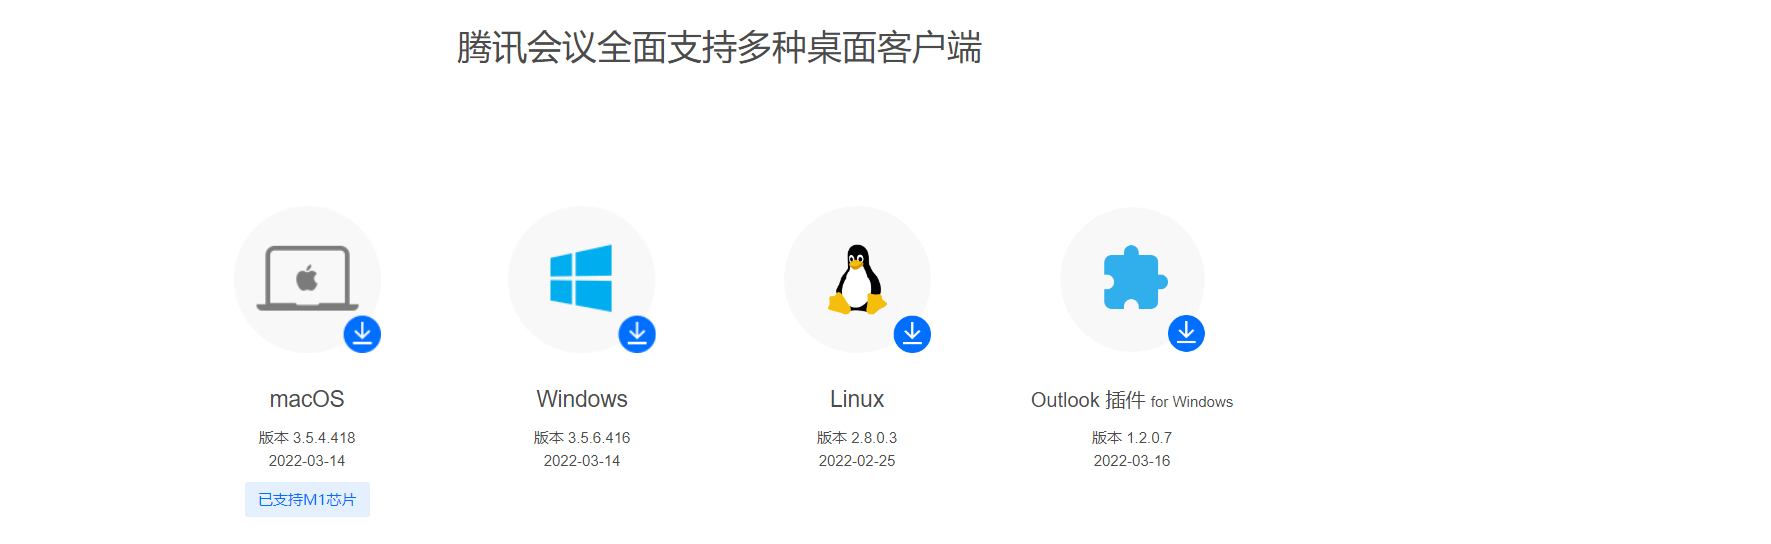 腾讯会议全面支持多种桌面客户端
macOS
版本 3.5.4.418
2022-03-14
已支持M1芯片
Windows
版本 3.5.6.416
2022-03-14
Linux
版本 2.8.0.3
2022-02-25
Outlook 插件 for Windows
版本 1.2.0.7
2022-03-16